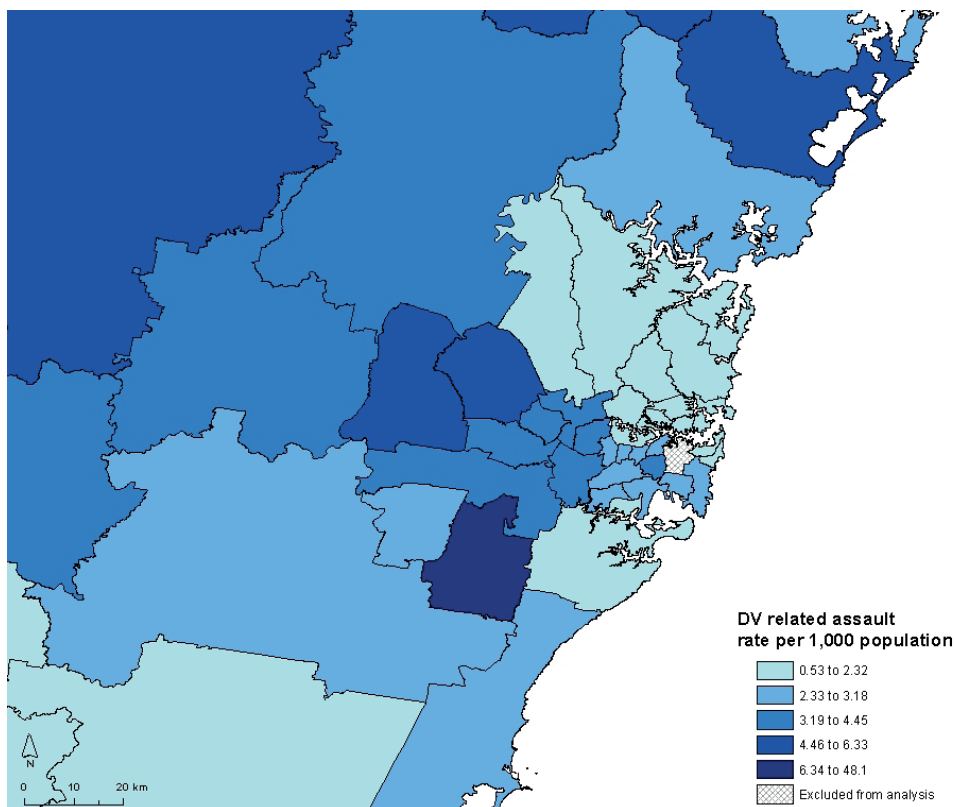 DV related assault
rate per 1,000 population
0.53 to 2.32
2.33 to 3.18
3.19 to 4.45
4.46 to 6.33
6.34 to 48.1
Excluded from analysis
N
0 10 20 km